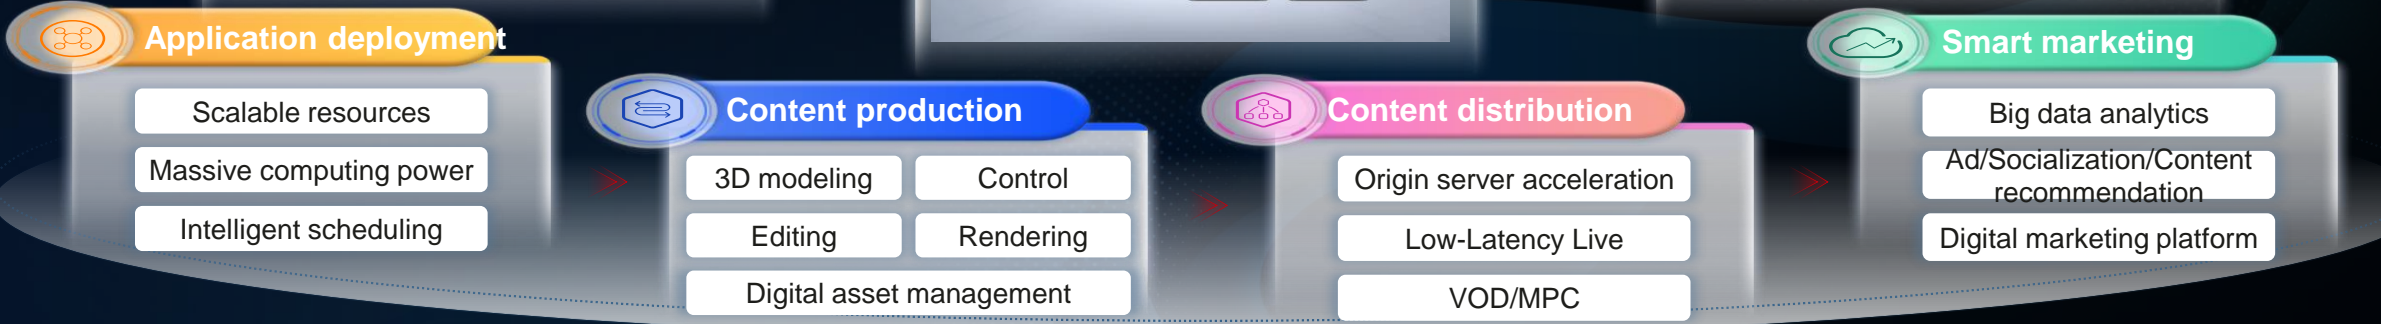 Application deployment
Scalable resources
Massive computing power
Intelligent scheduling
Content production
3D modeling
Control
Editing
Rendering
Digital asset management
Content distribution
Origin server acceleration
Low-Latency Live
VOD/MPC
Smart marketing
Big data analytics
Ad/Socialization/Content
recommendation
Digital marketing platform